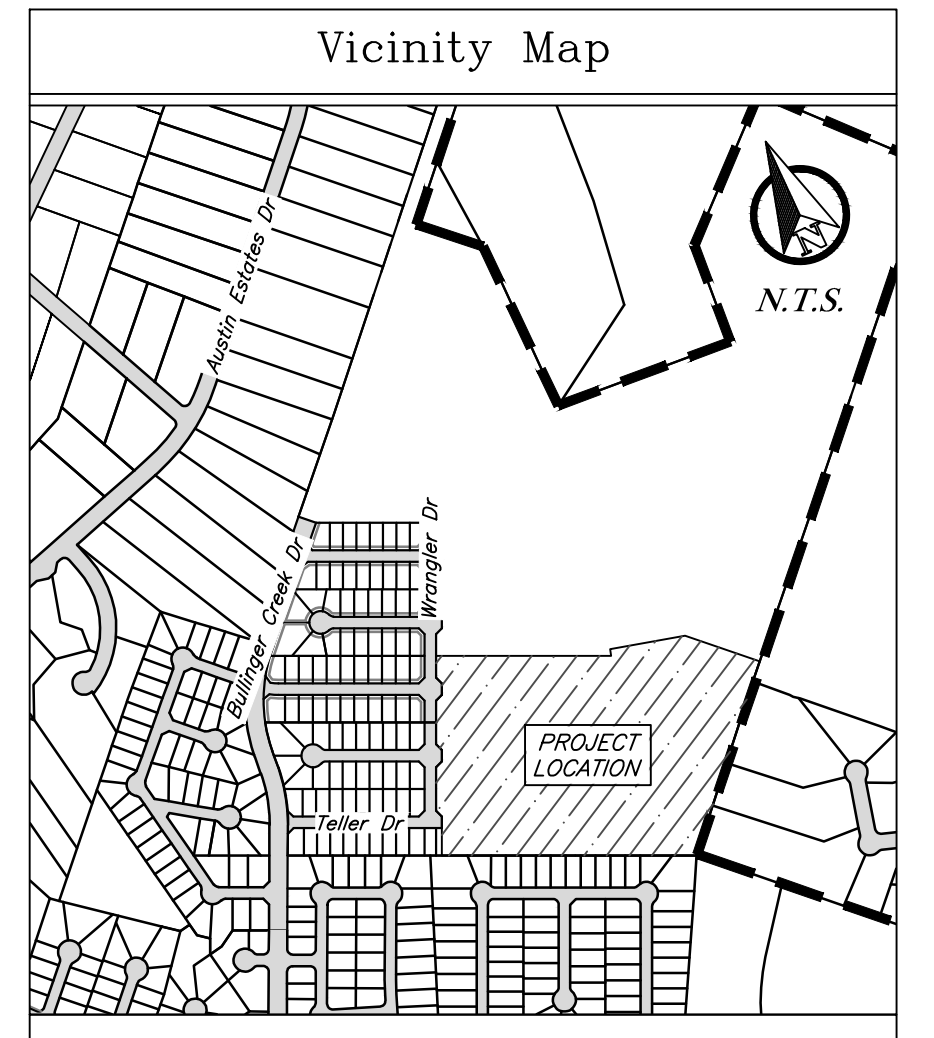 Vicinity Map
Austin Estates Dr
N
N.T.S.
Wrangler Dr
Bullinger Creek Dr
PROJECT
LOCATION
Teller Dr